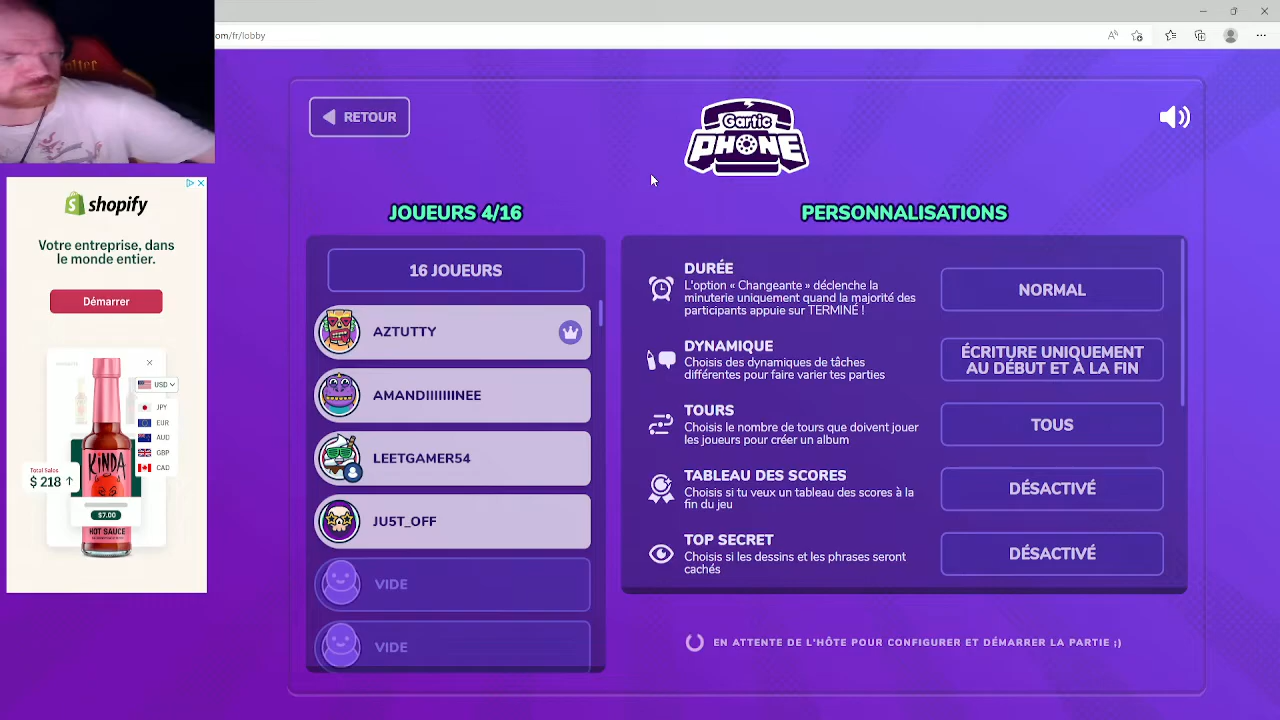 om/fr/lobby
RETOUR
Gartic
PHONE
JOUEURS 4/16
16 JOUEURS
AZTUTTY
AMANDIIIIIINEE
LEETGAMER54
JU5T_OFF
VIDE
VIDE
PERSONNALISATIONS
DURÉE
L'option « Changeante » déclenche la
minuterie uniquement quand la majorité des
participants appuie sur TERMINÉ !
NORMAL
DYNAMIQUE
Choisis des dynamiques de tâches
différentes pour faire varier tes parties
ÉCRITURE UNIQUEMENT
AU DÉBUT ET À LA FIN
TOURS
Choisis le nombre de tours que doivent jouer
les joueurs pour créer un album
TOUS
TABLEAU DES SCORES
Choisis si tu veux un tableau des scores à la
fin du jeu
DÉSACTIVÉ
TOP SECRET
Choisis si les dessins et les phrases seront
cachés
DÉSACTIVÉ
EN ATTENTE DE L'HÔTE POUR CONFIGURER ET DÉMARRER LA PARTIE ;)
shopify
Votre entreprise, dans
le monde entier.
Démarrer
USD
JPY
EUR
AUD
GBP
CAD
Total Sales
$ 218 ↑
KINDA
$7.00
HOT SAUCE